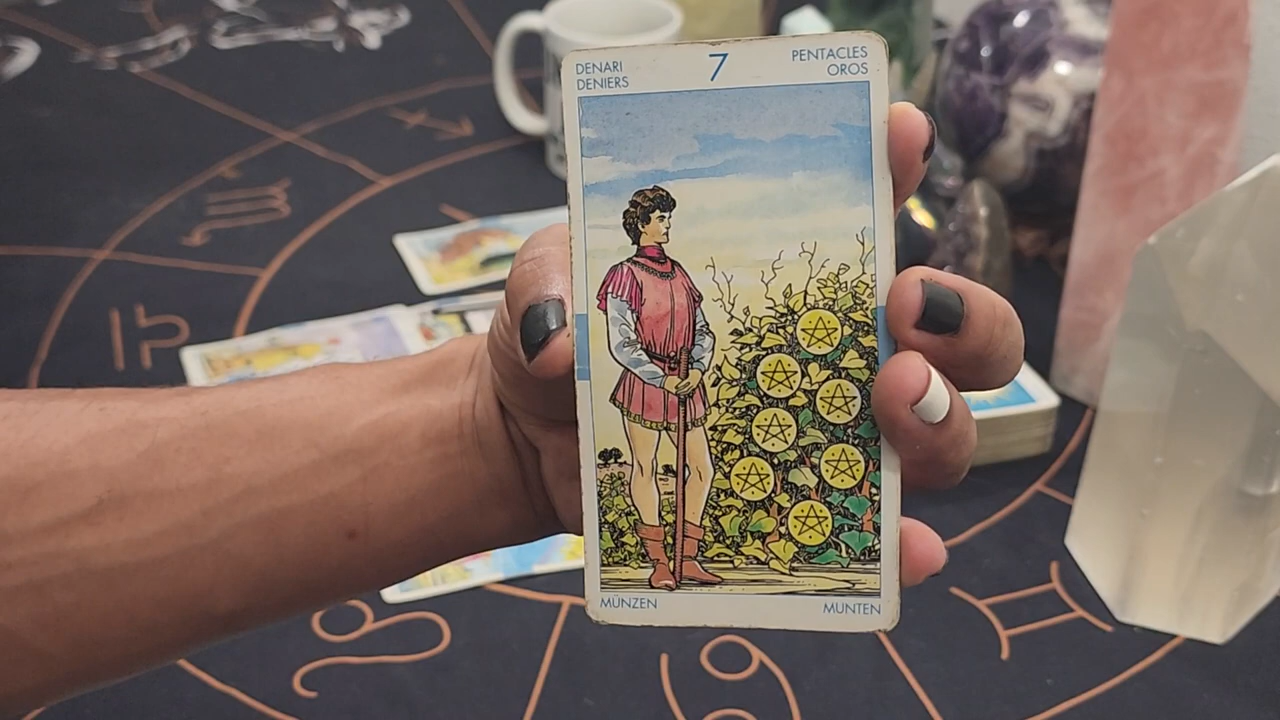 DENARI
DENIERS
7
PENTACLES
OROS
MÜNZEN
MUNTEN